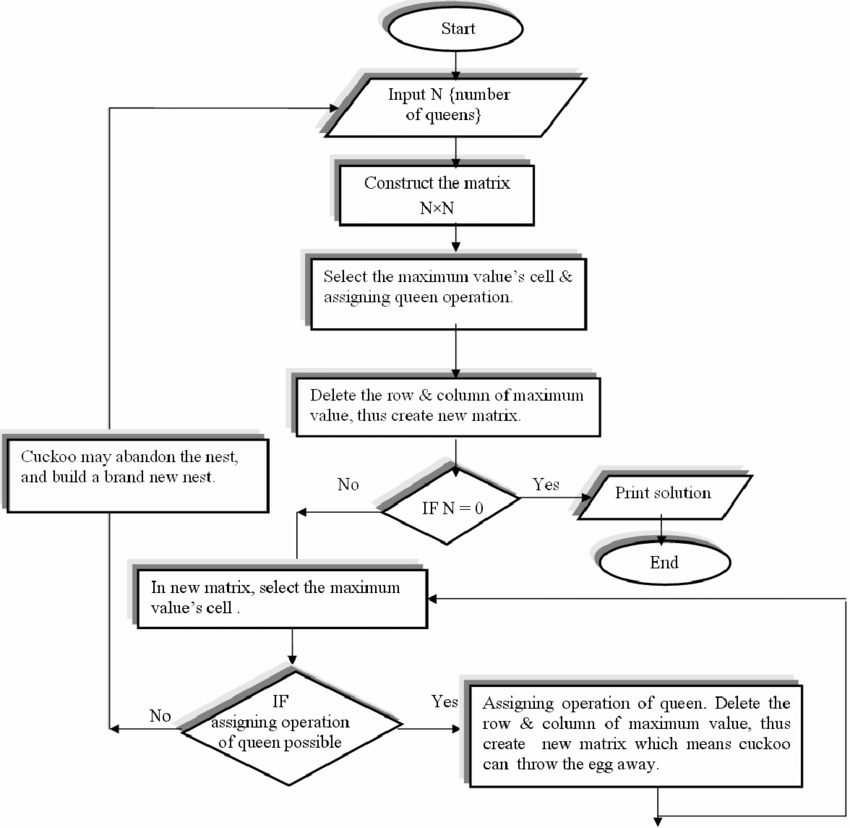 Start
Input N {number
of queens}
Construct the matrix
N×N
Select the maximum value's cell &
assigning queen operation.
Delete the row & column of maximum
value, thus create new matrix.
Cuckoo may abandon the nest,
and build a brand new nest.
No
IF N = 0
Yes
Print solution
End
In new matrix, select the maximum
value's cell .
No
IF
assigning operation
of queen possible
Yes
Assigning operation of queen. Delete the
row & column of maximum value, thus
create new matrix which means cuckoo
can throw the egg away.